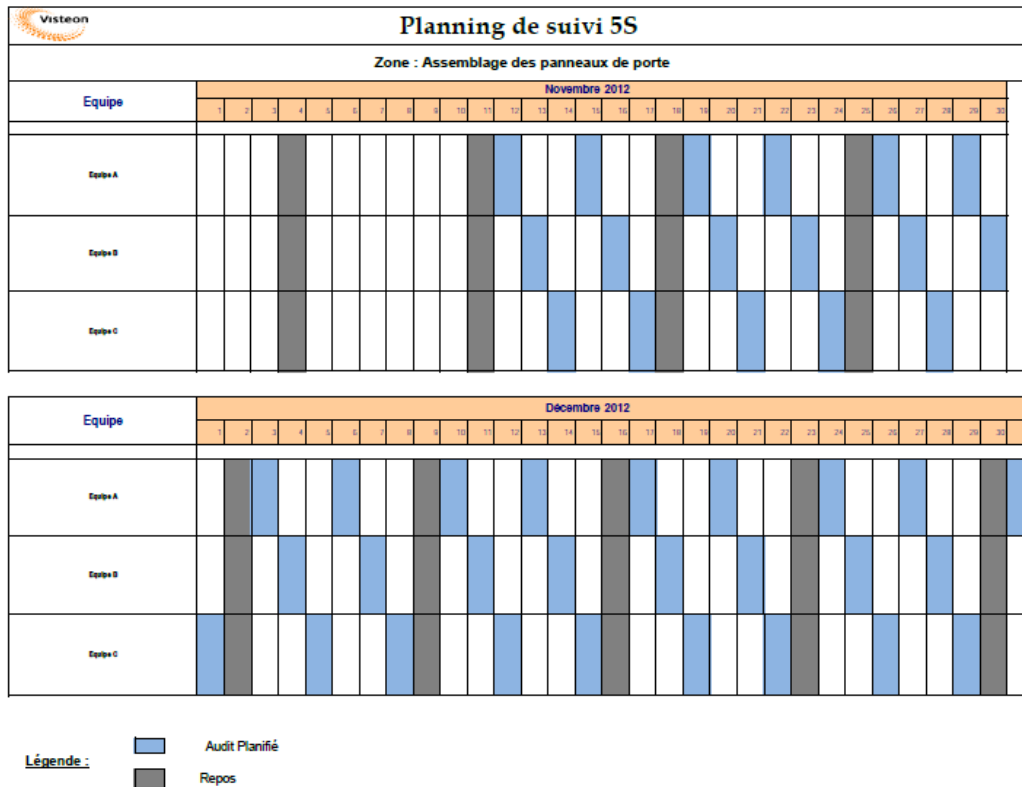 Visteon
Planning de suivi 5S
Zone : Assemblage des panneaux de porte
Equipe
Novembre 2012
1 2 3 4 5 6 7 8 9 10 11 12 13 14 15 16 17 18 19 20 21 22 23 24 25 26 27 28 29 30
Equipe A
Equipe B
Equipe C
Equipe
Décembre 2012
1 2 3 4 5 6 7 8 9 10 11 12 13 14 15 16 17 18 19 20 21 22 23 24 25 26 27 28 29 30
Equipe A
Equipe B
Equipe C
Légende :
Audit Planifié
Repos